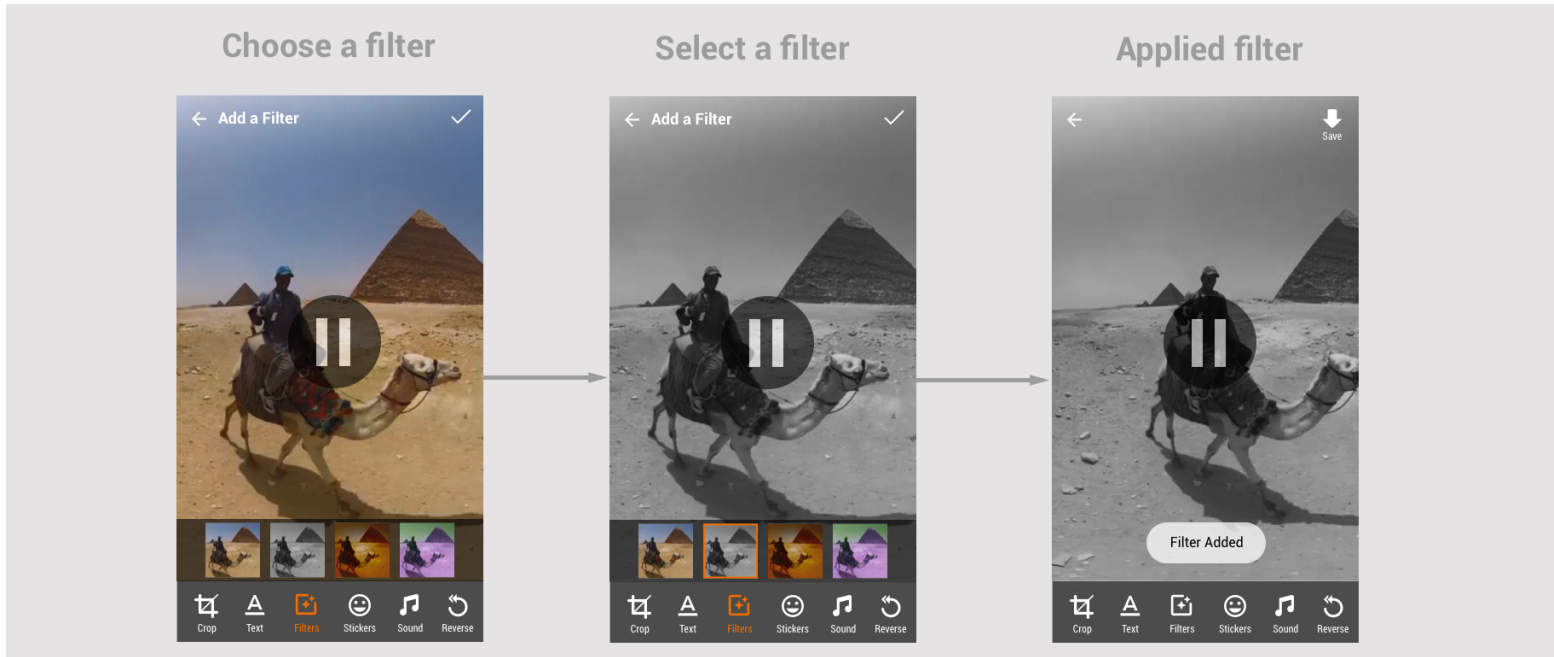 Choose a filter
Select a filter
Applied filter
Add a Filter
Crop
Text
Filters
Stickers
Sound
Reverse
Add a Filter
Crop
Text
Filters
Stickers
Sound
Reverse
Save
Filter Added
Crop
Text
Filters
Stickers
Sound
Reverse